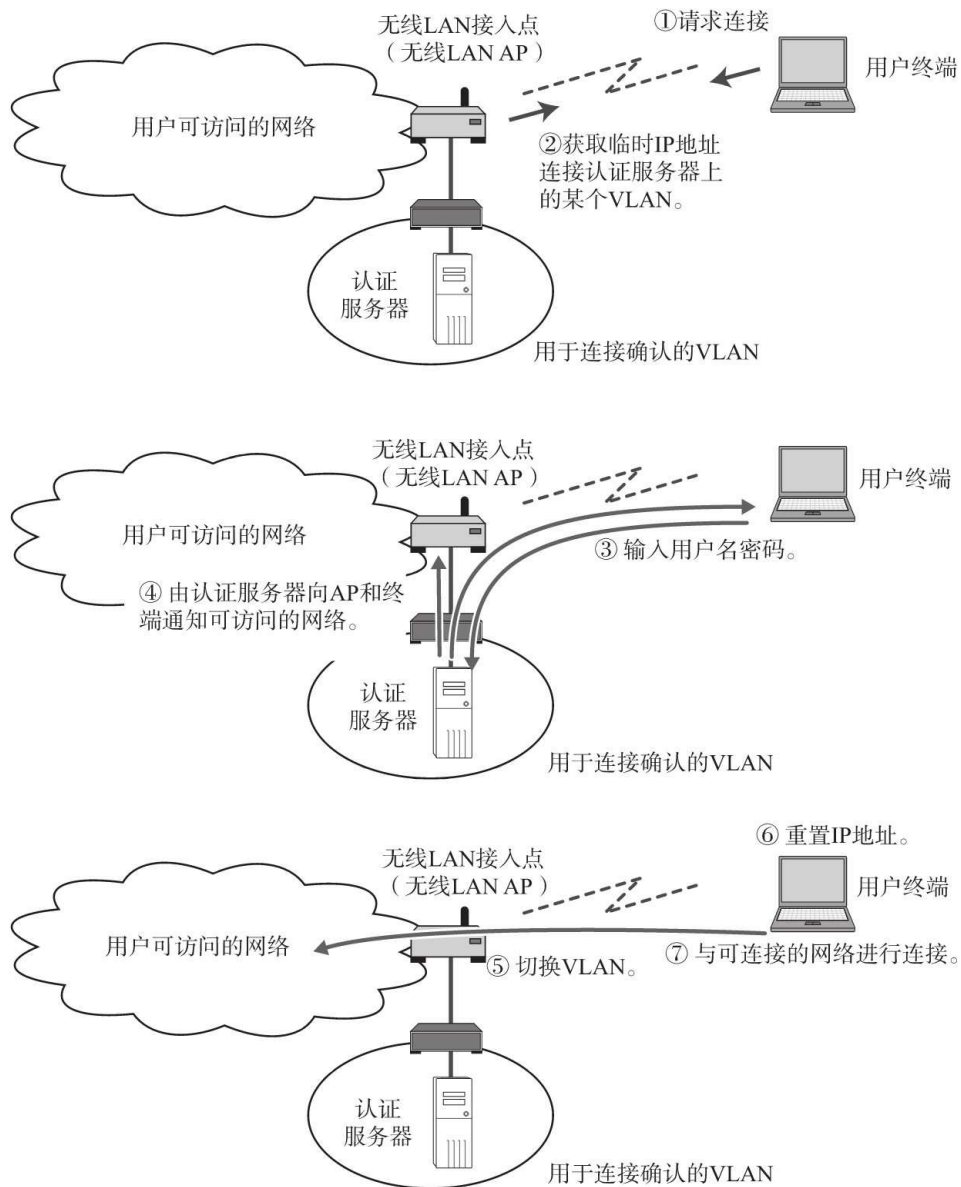 ①请求连接
无线LAN接入点
（无线LAN AP）
用户终端
用户可访问的网络
②获取临时IP地址
连接认证服务器上
的某个VLAN。
认证
服务器
用于连接确认的VLAN
无线LAN接入点
（无线LAN AP）
用户终端
用户可访问的网络
③ 输入用户名密码。
④ 由认证服务器向AP和终
端通知可访问的网络。
认证
服务器
用于连接确认的VLAN
⑥ 重置IP地址。
无线LAN接入点
（无线LAN AP）
用户终端
用户可访问的网络
⑤ 切换VLAN。
⑦ 与可连接的网络进行连接。
认证
服务器
用于连接确认的VLAN